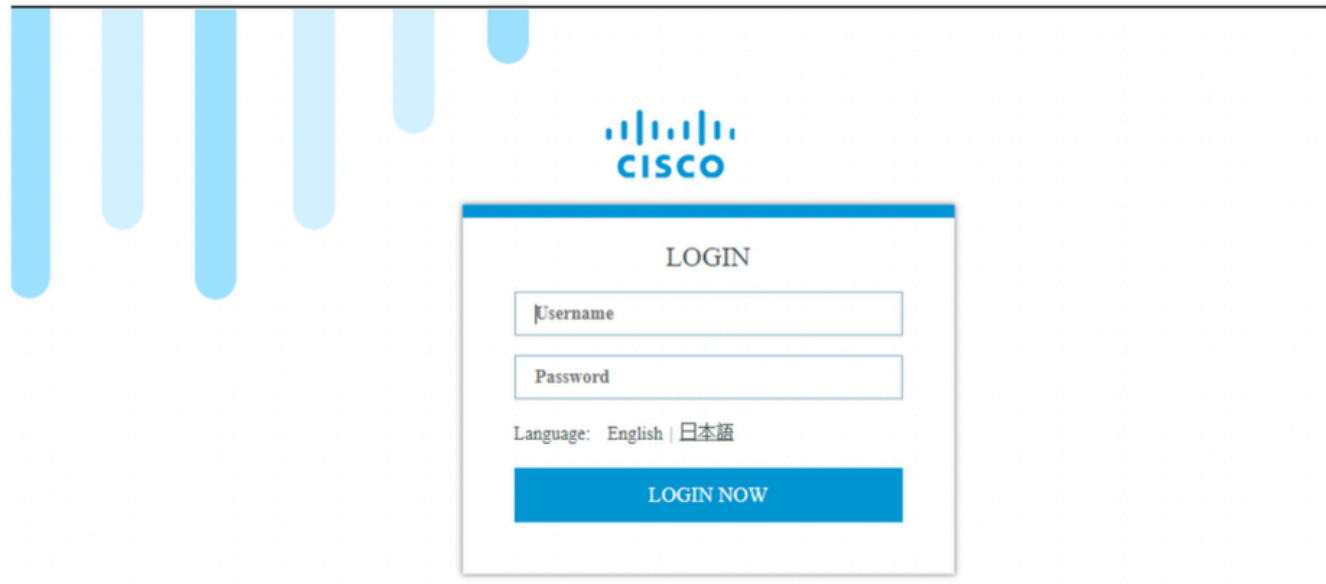 CISCO
LOGIN
Username
Password
Language: English | 日本語
LOGIN NOW